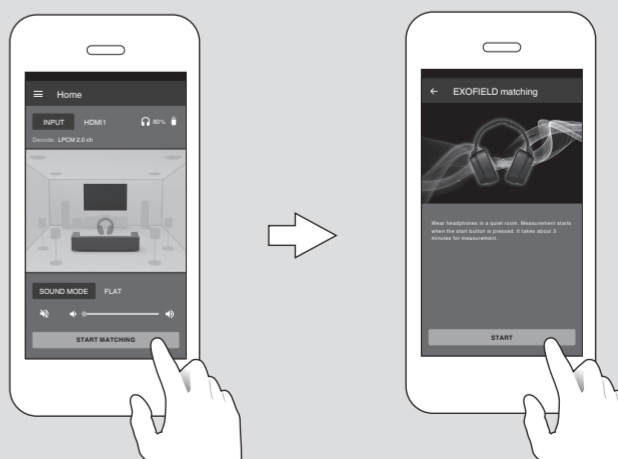 Home
INPUT HDMI1 80%
Decode: LPCM 2.0 ch
SOUND MODE FLAT
START MATCHING
EXOFIELD matching
Wear headphones in a quiet room. Measurement starts
when the start button is pressed. It takes about 3
minutes for measurement.
START